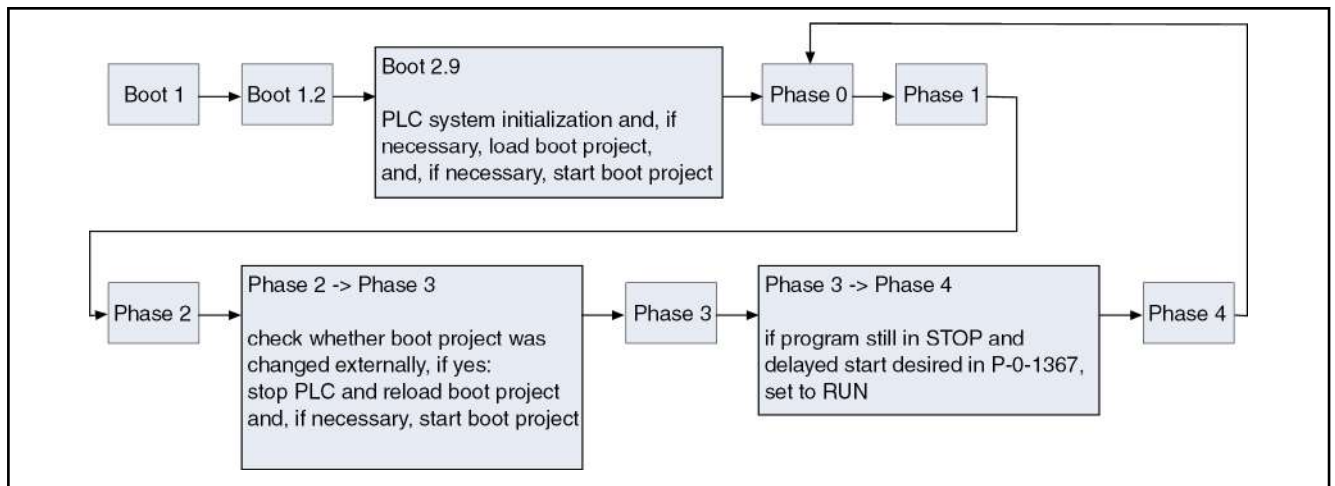 Boot 1
Boot 1.2
Boot 2.9
PLC system initialization and, if
necessary, load boot project,
and, if necessary, start boot project
Phase 0
Phase 1
Phase 2
Phase 2 -> Phase 3
check whether boot project was
changed externally, if yes:
stop PLC and reload boot project
and, if necessary, start boot project
Phase 3
Phase 3 -> Phase 4
if program still in STOP and
delayed start desired in P-0-1367,
set to RUN
Phase 4